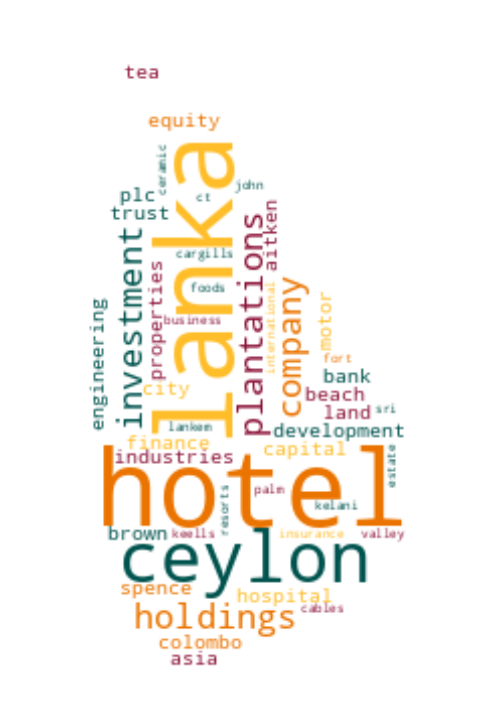 tea
equity
ceramic
lanka
john
plc
ct
trust
aitken
plantations
investment
cargills
properties
company
foods
international
motor
engineering
business
fort
bank
city
beach
land
sri
lankem
development
finance
capital
industries
estate
hotel
palm
resorts
kelani
brown
keells
insurance
valley
ceylon
spence
hospital
holdings
cables
colombo
asia